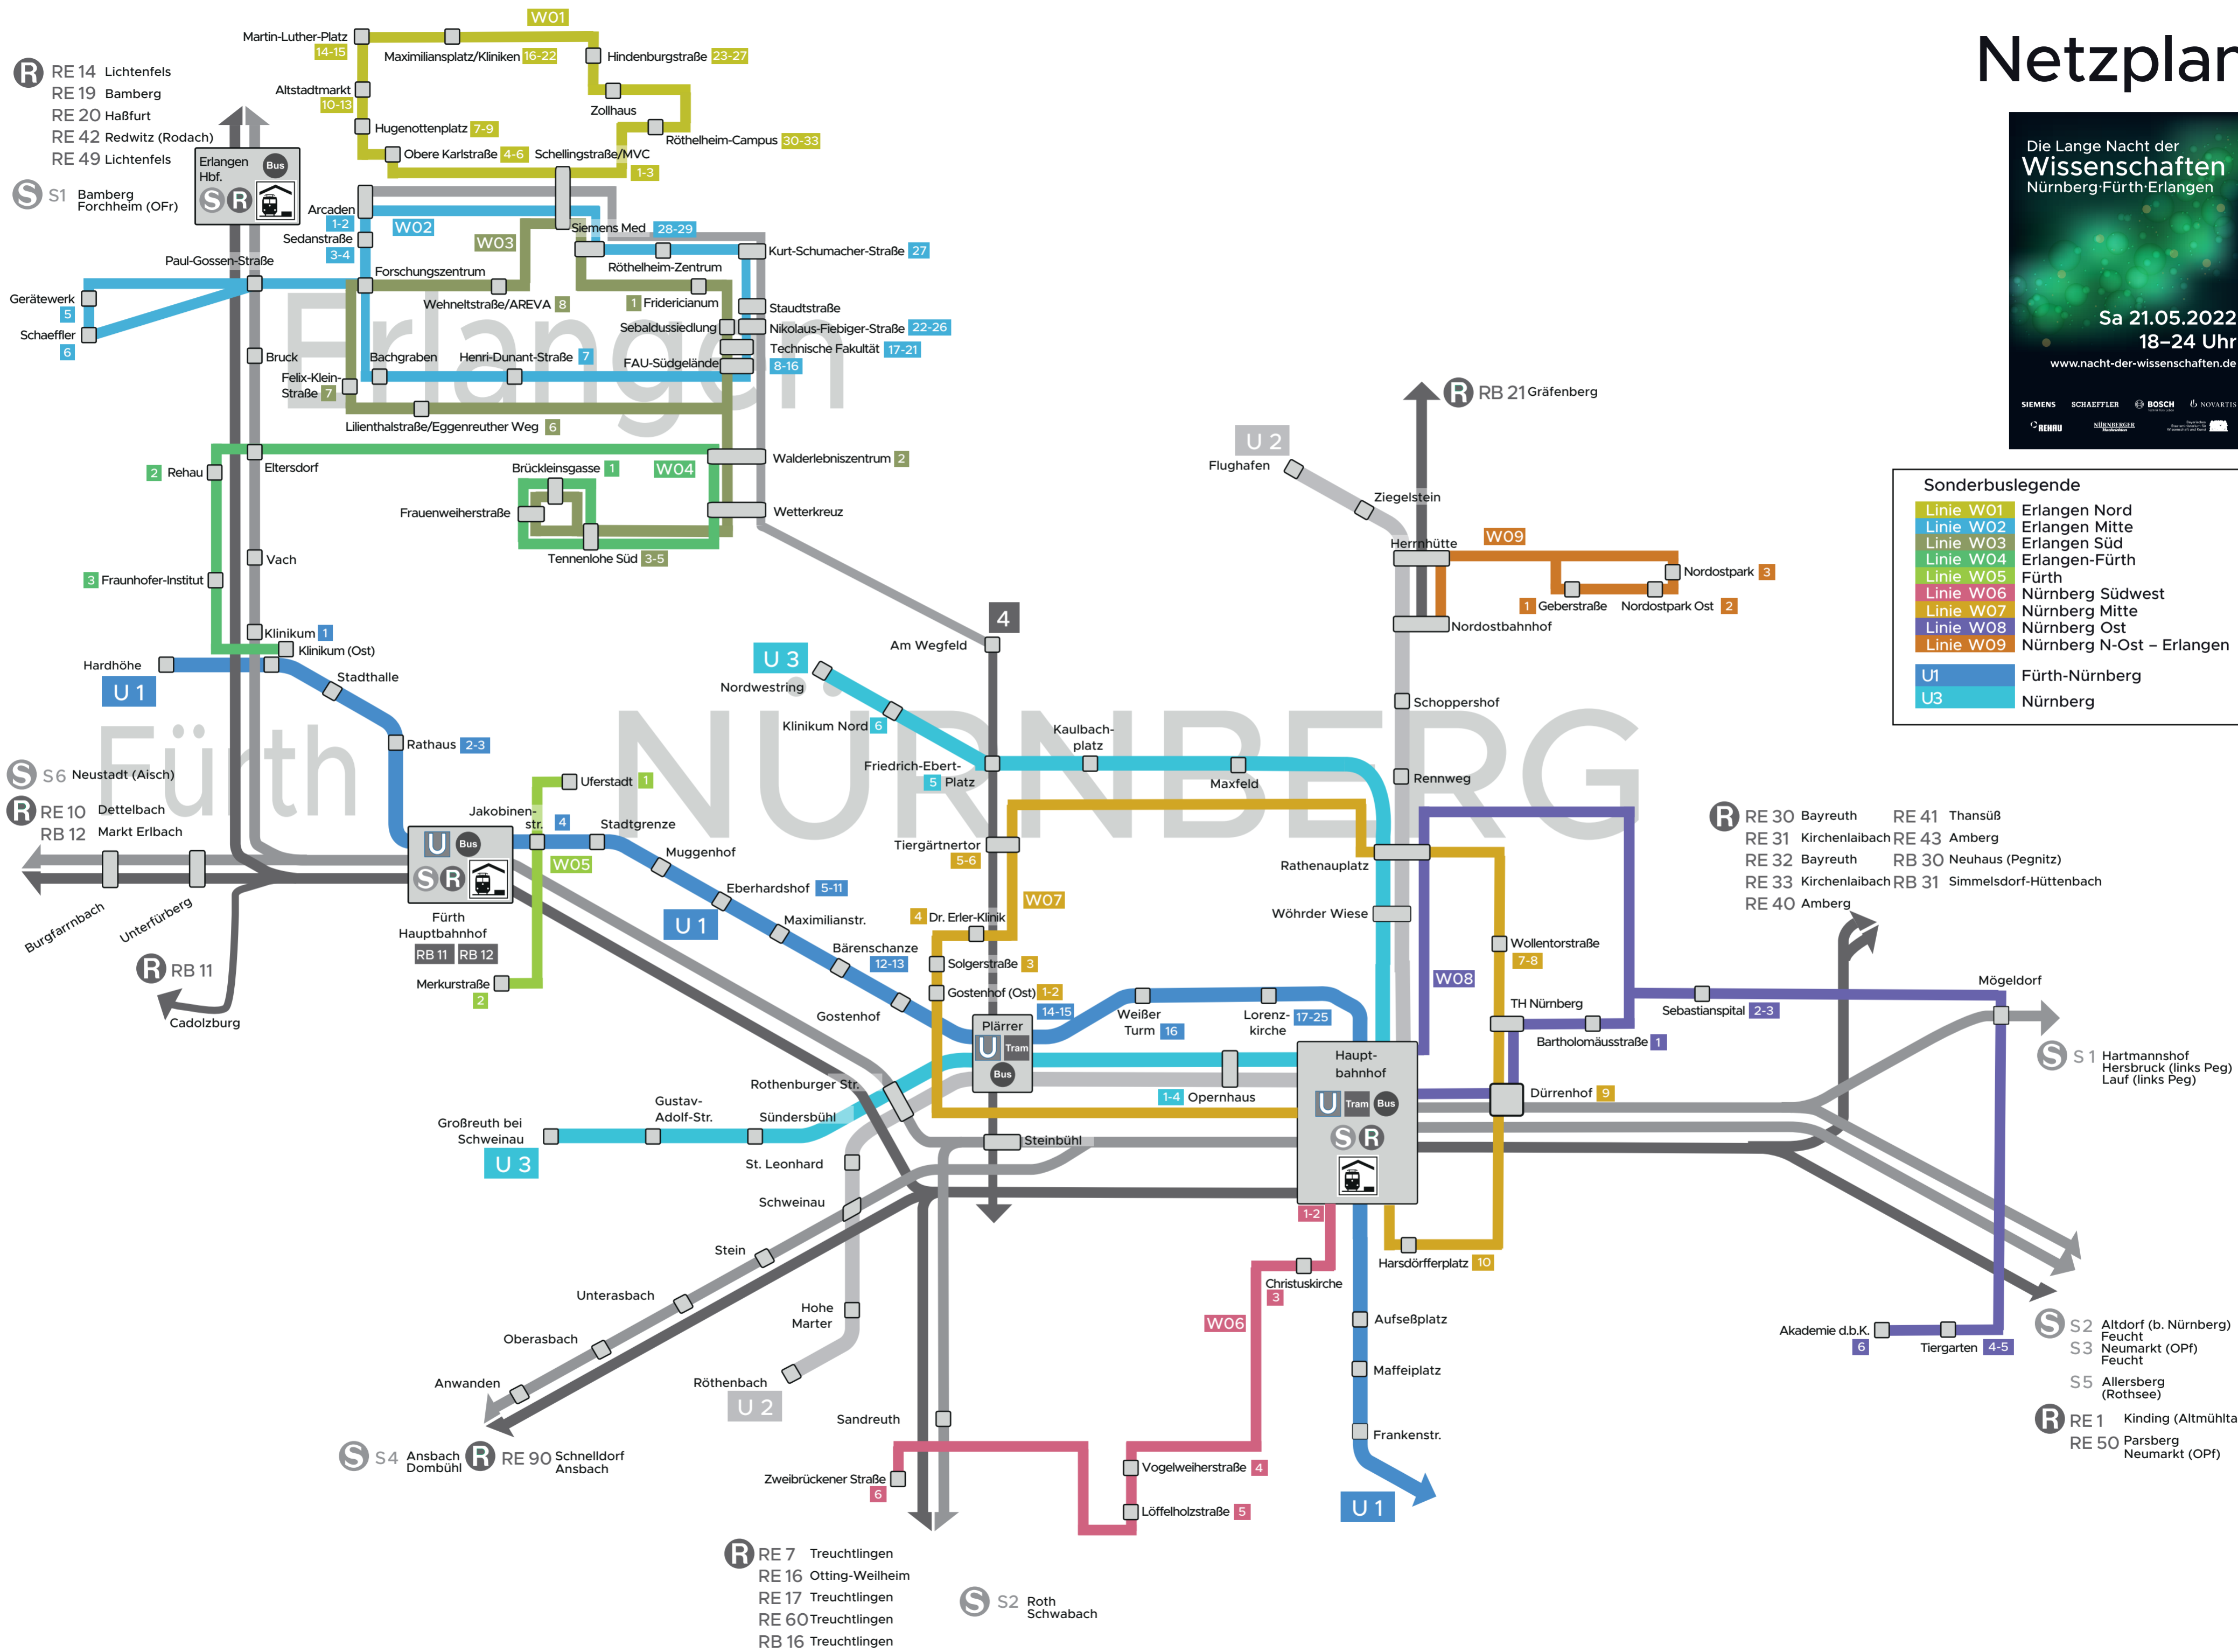 Netzplan
Die Lange Nacht der
Wissenschaften
Nürnberg·Fürth·Erlangen
Sa 21.05.2022
18–24 Uhr
www.nacht-der-wissenschaften.de
SIEMENS SCHAEFFLER BOSCH NOVARTIS
REHAU NÜRNBERGER
Sonderbuslegende
Linie W01 Erlangen Nord
Linie W02 Erlangen Mitte
Linie W03 Erlangen Süd
Linie W04 Erlangen-Fürth
Linie W05 Fürth
Linie W06 Nürnberg Südwest
Linie W07 Nürnberg Mitte
Linie W08 Nürnberg Ost
Linie W09 Nürnberg N-Ost – Erlangen
U1 Fürth-Nürnberg
U3 Nürnberg
R RE 14 Lichtenfels
RE 19 Bamberg
RE 20 Haßfurt
RE 42 Redwitz (Rodach)
RE 49 Lichtenfels
S S1 Bamberg
Forchheim (OFr)
Erlangen
Hbf.
Bus
S R
W01
Martin-Luther-Platz
14-15
Maximiliansplatz/Kliniken 16-22
Hindenburgstraße 23-27
Altstadtmarkt
10-13
Zollhaus
Hugenottenplatz 7-9
Röthelheim-Campus 30-33
Obere Karlstraße 4-6
Schellingstraße/MVC
1-3
Arcaden
1-2
W02
Sedanstraße
3-4
W03
Siemens Med 28-29
Kurt-Schumacher-Straße 27
Röthelheim-Zentrum
Paul-Gossen-Straße
Forschungszentrum
Gerätewerk
5
Schaeffler
6
Wehneltstraße/AREVA 8
1 Fridericianum
Staudtstraße
Sebaldussiedlung
Nikolaus-Fiebiger-Straße 22-26
Technische Fakultät 17-21
FAU-Südgelände
8-16
Erlangen
Bruck
Bachgraben
Henri-Dunant-Straße 7
Felix-Klein-
Straße 7
Lilienthalstraße/Eggenreuther Weg 6
2 Rehau
Eltersdorf
Brückleinsgasse 1
W04
Walderlebniszentrum 2
Frauenweiherstraße
Wetterkreuz
Tennenlohe Süd 3-5
Vach
3 Fraunhofer-Institut
Klinikum 1
Klinikum (Ost)
Hardhöhe
U 1
Stadthalle
Rathaus 2-3
Fürth
S S6 Neustadt (Aisch)
R RE 10 Dettelbach
RB 12 Markt Erlbach
Burgfarrnbach
Unterfürberg
R RB 11
Cadolzburg
U Bus
S R
Fürth
Hauptbahnhof
RB 11 RB 12
Uferstadt 1
Jakobinen-
str. 4
W05
Merkurstraße
2
Stadtgrenze
Muggenhof
Eberhardshof 5-11
U 1
Maximilianstr.
Bärenschanze
12-13
Gostenhof
NÜRNBERG
4
Am Wegfeld
U 3
Nordwestring
Klinikum Nord 6
Friedrich-Ebert-
5 Platz
Kaulbach-
platz
Maxfeld
Tiergärtnertor
5-6
W07
4 Dr. Erler-Klinik
Solgerstraße 3
Gostenhof (Ost) 1-2
14-15
Plärrer
U Tram
Bus
Weißer
Turm 16
Lorenz-
kirche 17-25
1-4 Opernhaus
Rothenburger Str.
Gustav-
Adolf-Str.
Sündersbühl
Großreuth bei
Schweinau
U 3
Steinbühl
St. Leonhard
Schweinau
Stein
Unterasbach
Oberasbach
Anwanden
Hohe
Marter
Röthenbach
U 2
Sandreuth
S S4 Ansbach
Dombühl
R RE 90 Schnelldorf
Ansbach
Zweibrückener Straße
6
Vogelweiherstraße 4
Löffelholzstraße 5
W06
Christuskirche
3
1-2
Haupt-
bahnhof
U Tram Bus
S R
Harsdörfferplatz 10
Aufseßplatz
Maffeiplatz
Frankenstr.
U 1
R RE 7 Treuchtlingen
RE 16 Otting-Weilheim
RE 17 Treuchtlingen
RE 60 Treuchtlingen
RB 16 Treuchtlingen
S S2 Roth
Schwabach
R RB 21 Gräfenberg
U 2
Flughafen
Ziegelstein
Herrnhütte
W09
Nordostpark 3
1 Geberstraße
Nordostpark Ost 2
Nordostbahnhof
Schoppershof
Rennweg
Rathenauplatz
Wöhrder Wiese
W08
Wollentorstraße
7-8
TH Nürnberg
Bartholomäusstraße 1
Sebastianspital 2-3
Dürrenhof 9
Mögeldorf
R RE 30 Bayreuth RE 41 Thansüß
RE 31 Kirchenlaibach RE 43 Amberg
RE 32 Bayreuth RB 30 Neuhaus (Pegnitz)
RE 33 Kirchenlaibach RB 31 Simmelsdorf-Hüttenbach
RE 40 Amberg
S S 1 Hartmannshof
Hersbruck (links Peg)
Lauf (links Peg)
Akademie d.b.K.
6
Tiergarten 4-5
S S2 Altdorf (b. Nürnberg)
Feucht
S3 Neumarkt (OPf)
Feucht
S5 Allersberg
(Rothsee)
R RE 1 Kinding (Altmühlta
RE 50 Parsberg
Neumarkt (OPf)